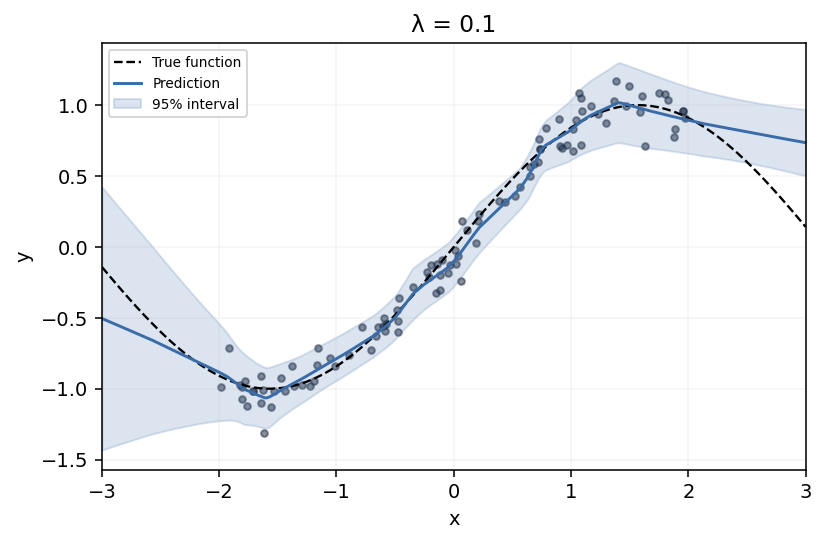 λ = 0.1
True function
Prediction
95% interval
1.0
0.5
0.0
−0.5
−1.0
−1.5
y
−3
−2
−1
0
1
2
3
x